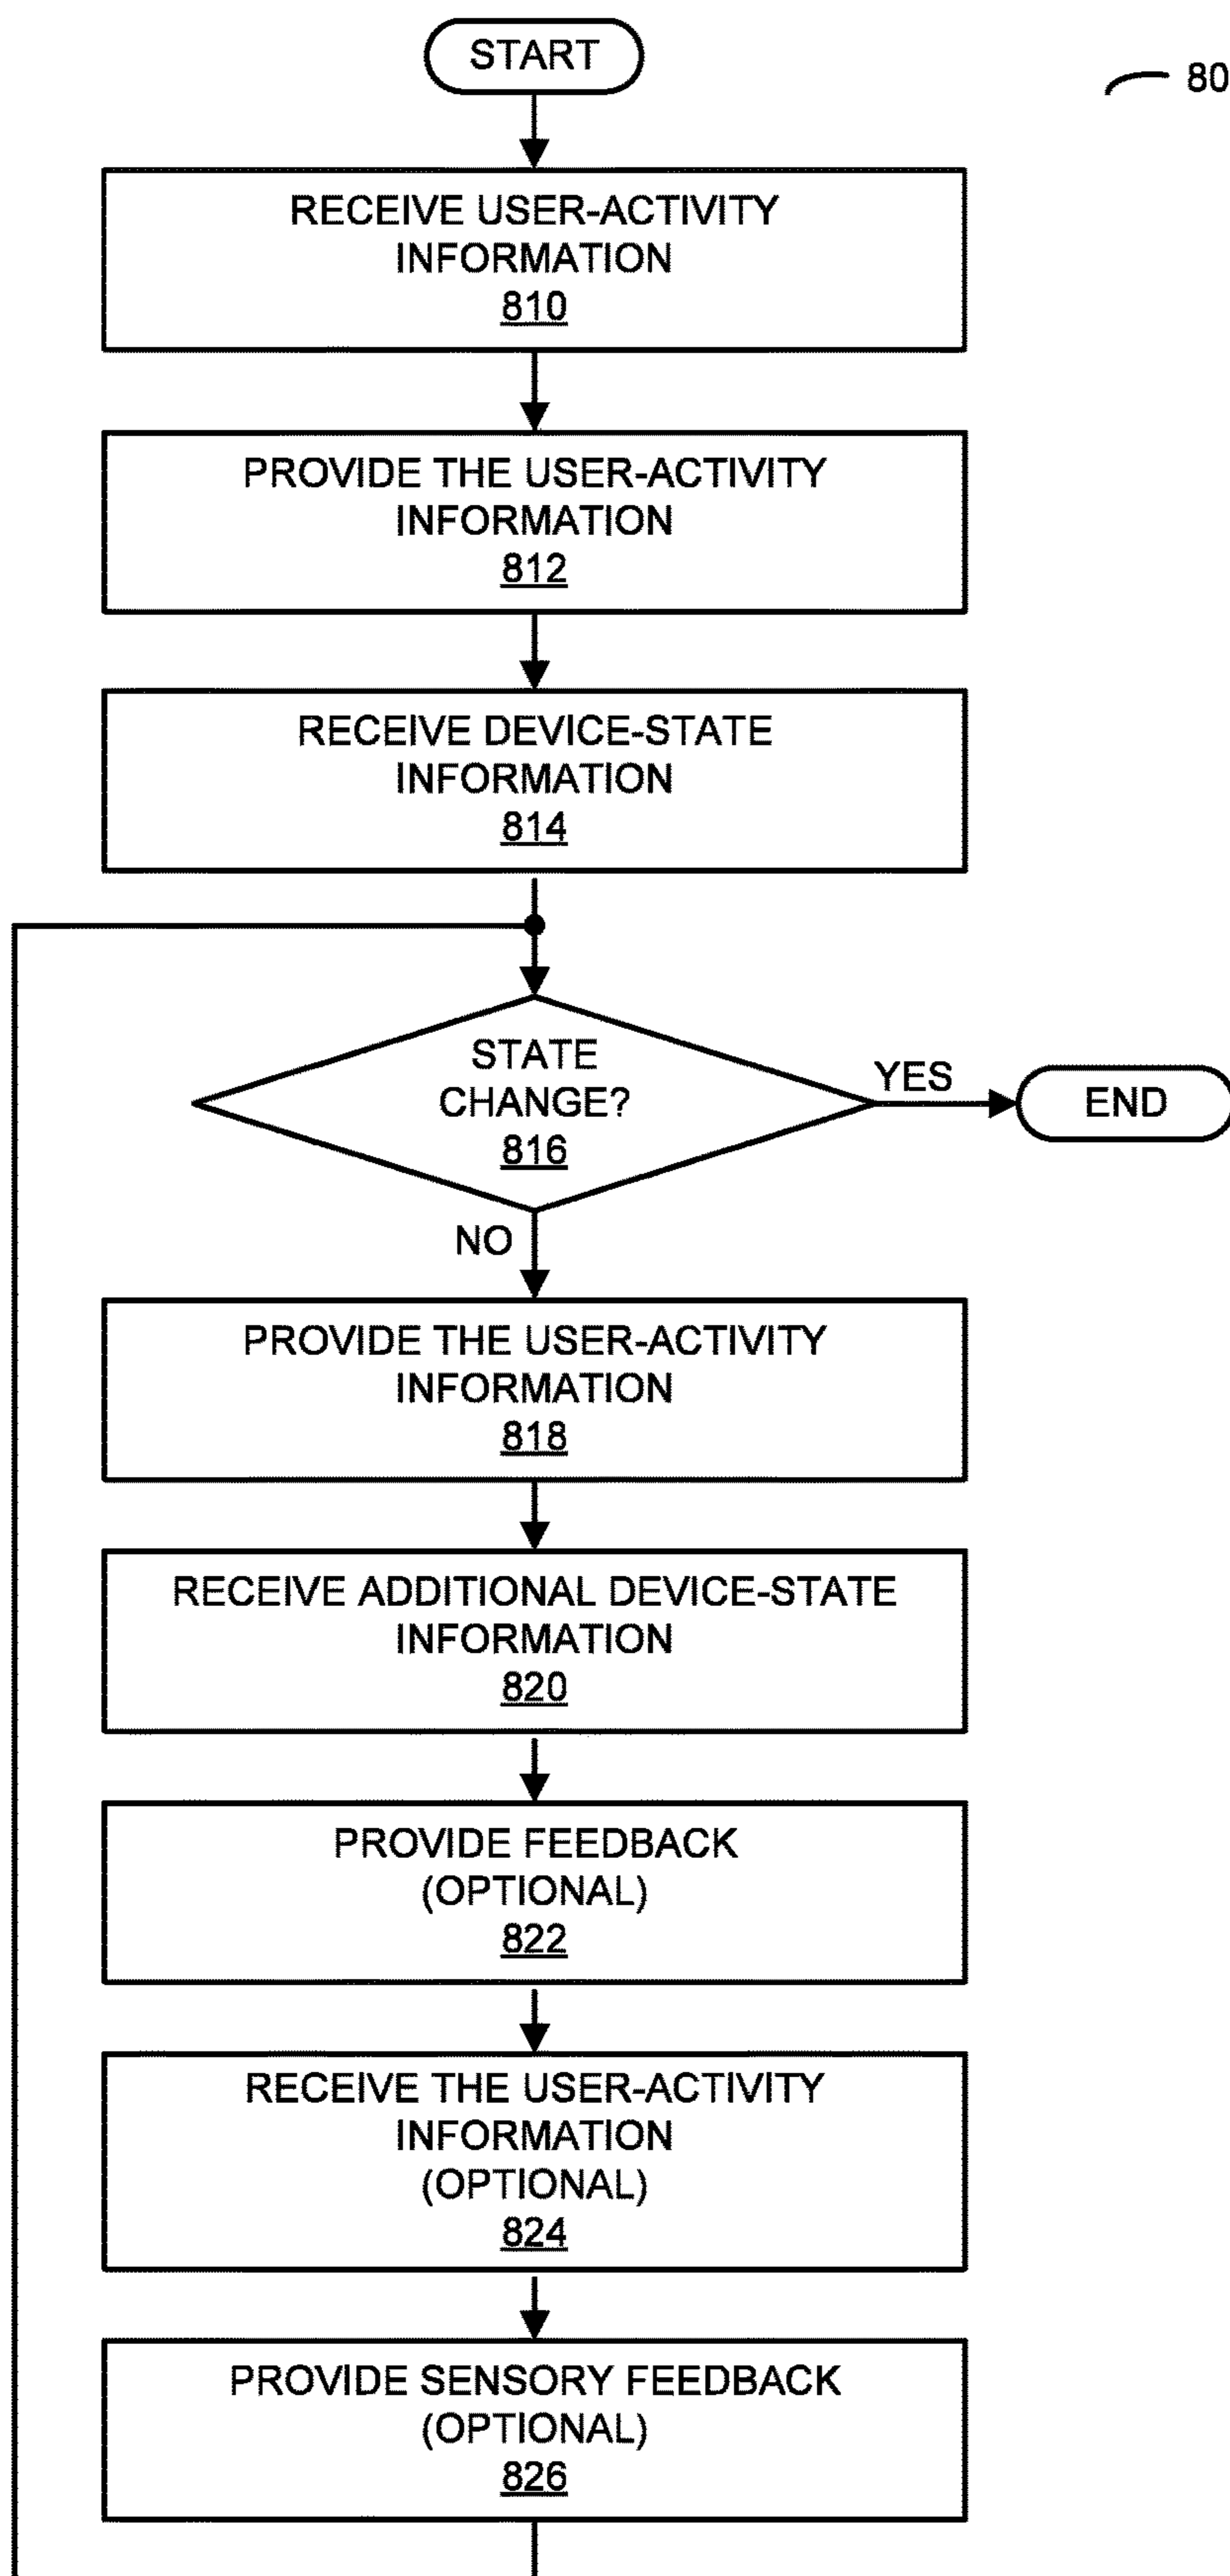 START
80
RECEIVE USER-ACTIVITY
INFORMATION
810
PROVIDE THE USER-ACTIVITY
INFORMATION
812
RECEIVE DEVICE-STATE
INFORMATION
814
STATE
CHANGE?
816
YES
END
NO
PROVIDE THE USER-ACTIVITY
INFORMATION
818
RECEIVE ADDITIONAL DEVICE-STATE
INFORMATION
820
PROVIDE FEEDBACK
(OPTIONAL)
822
RECEIVE THE USER-ACTIVITY
INFORMATION
(OPTIONAL)
824
PROVIDE SENSORY FEEDBACK
(OPTIONAL)
826